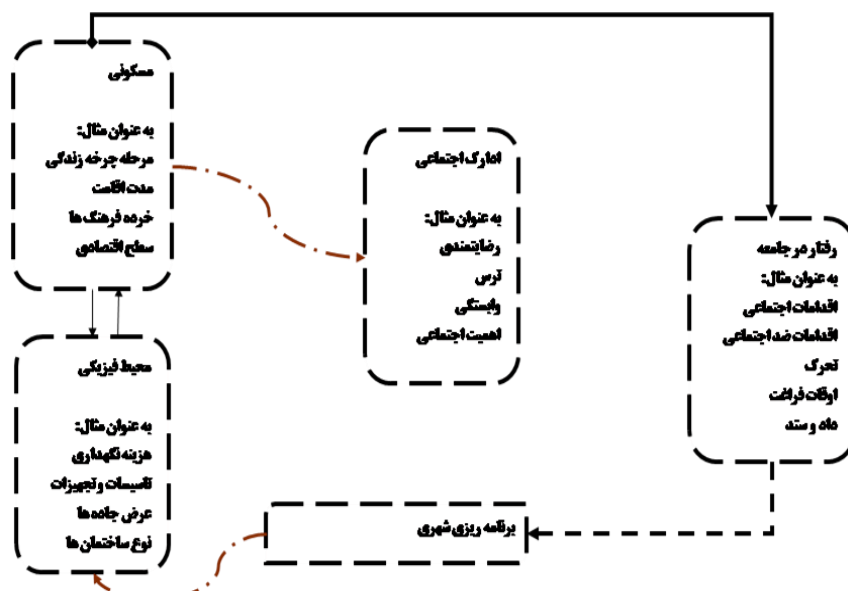 مسکونی
به عنوان مثال:
مرحله چرخه زندگی
مدت اقامت
خرده فرهنگ ها
سطح اقتصادی
ادارک اجتماعی
به عنوان مثال:
رضایتمندی
ترس
وابستگی
اهمیت اجتماعی
رفتار در جامعه
به عنوان مثال:
اقدامات اجتماعی
اقدامات ضد اجتماعی
تحرک
اوقات فراغت
داد و ستد
محیط فیزیکی
به عنوان مثال:
هزینه نگهداری
تاسیسات و تجهیزات
عرض جاده ها
نوع ساختمان ها
برنامه ریزی شهری